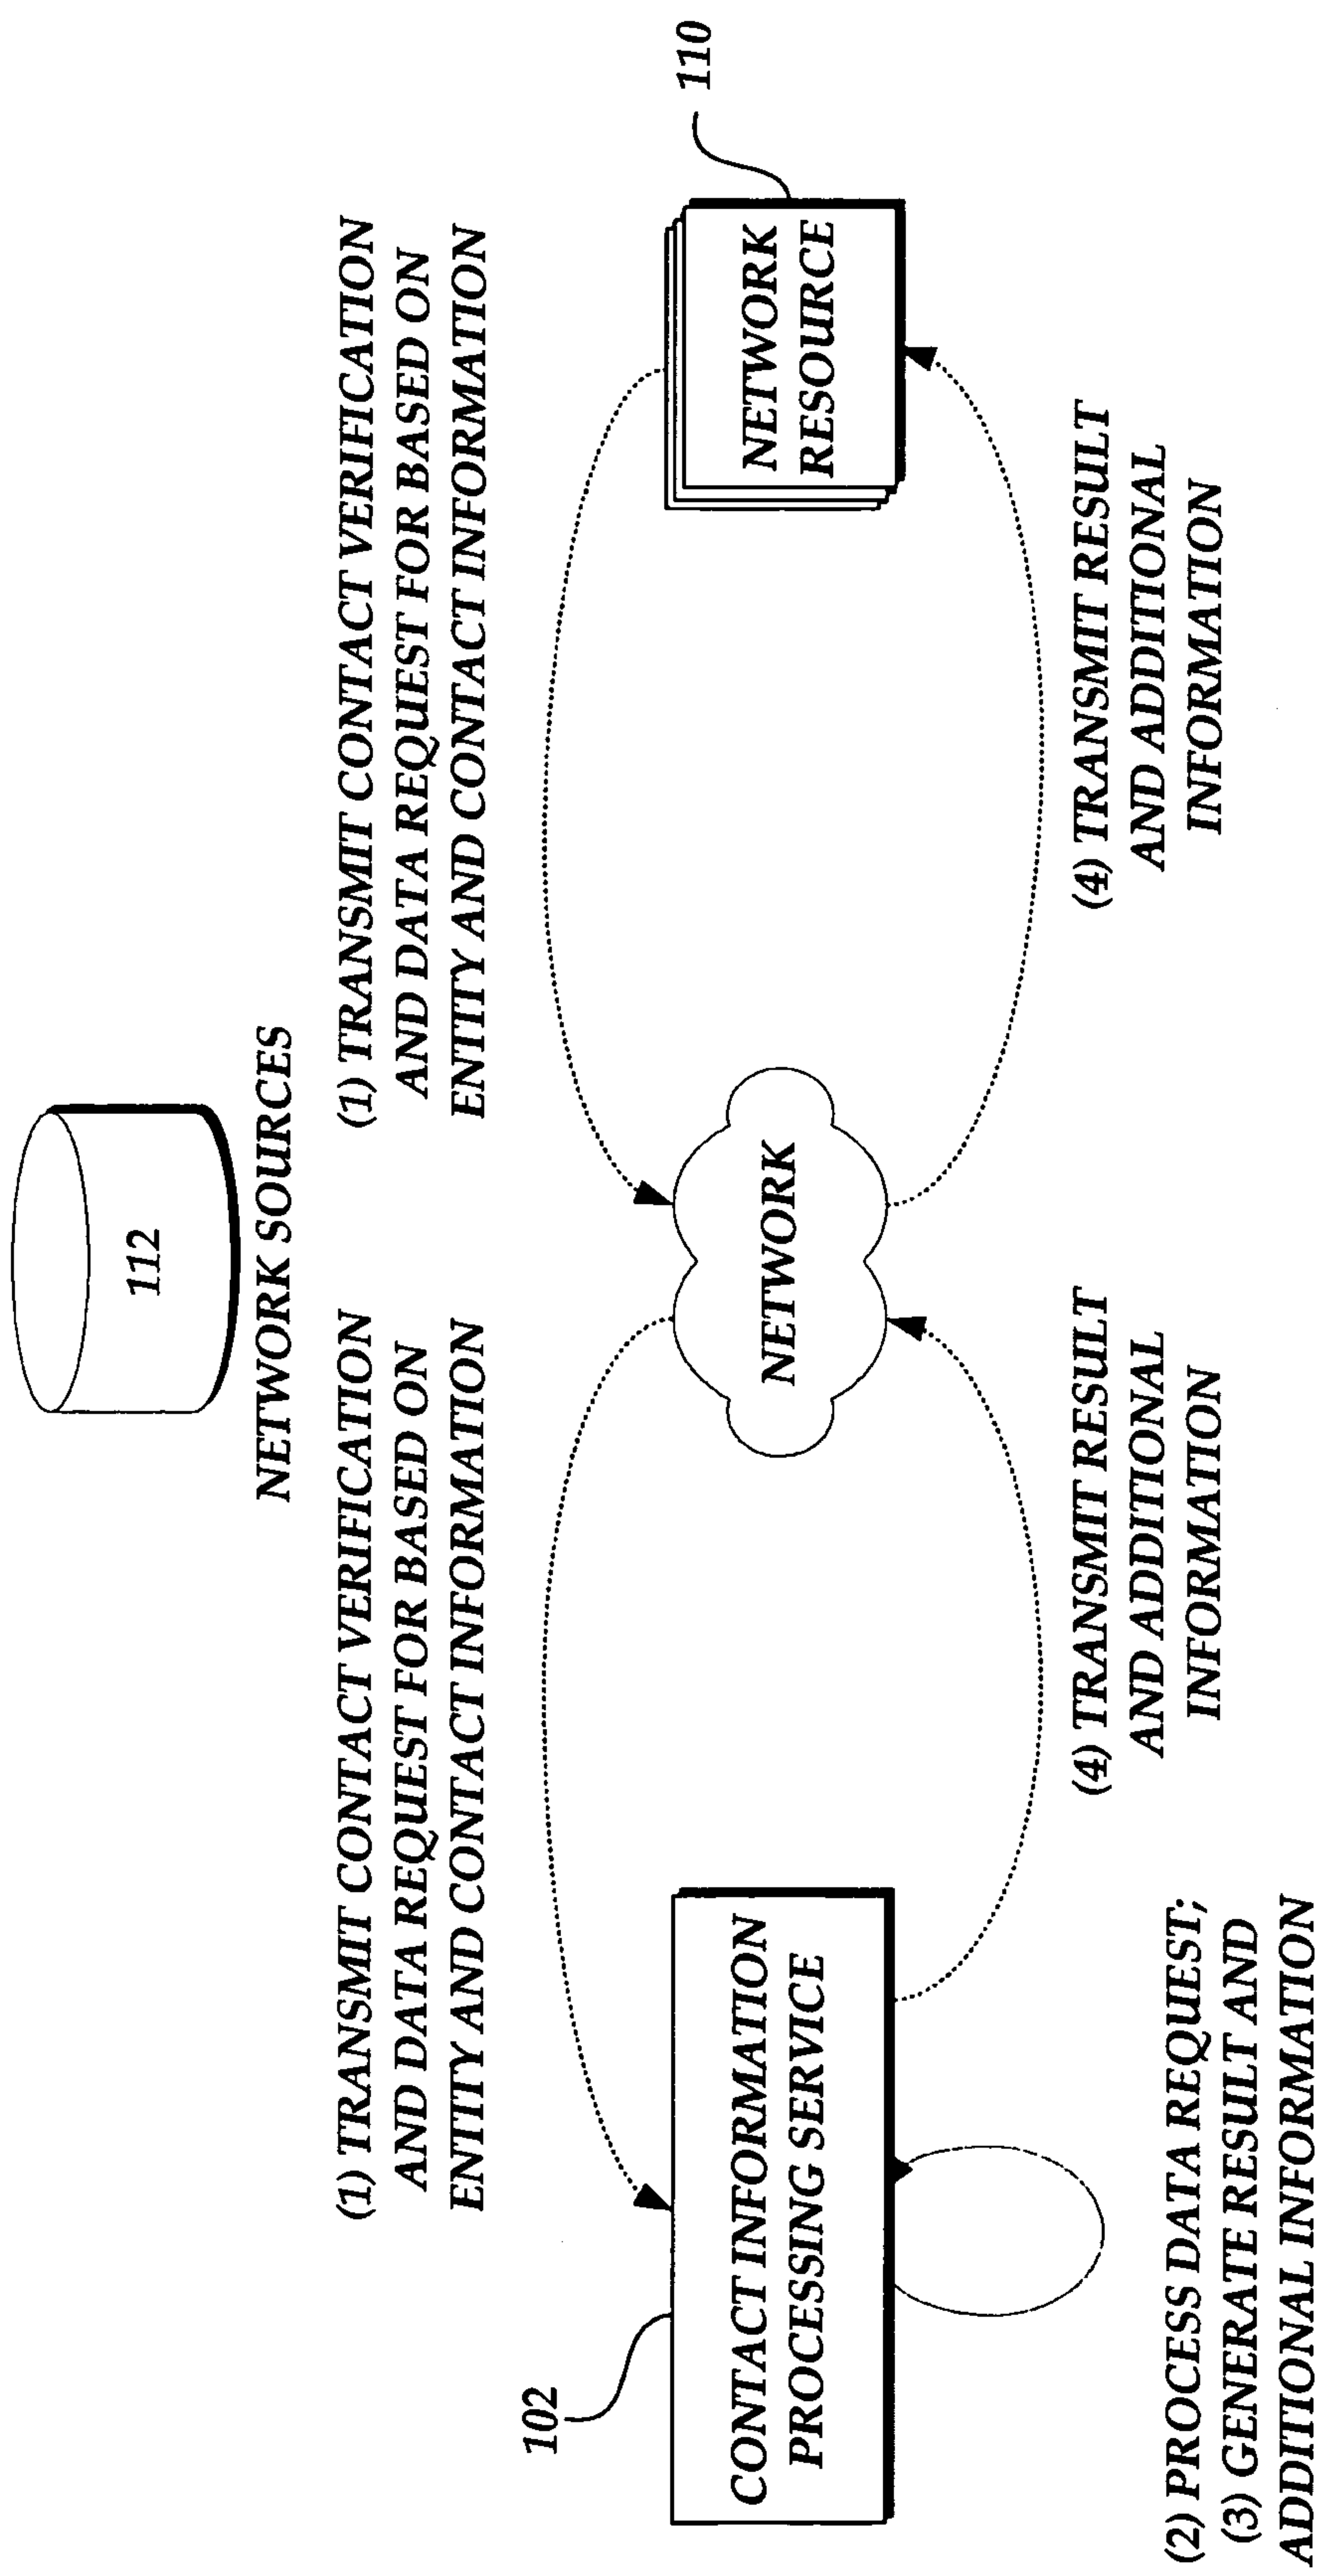 112
NETWORK SOURCES
(1) TRANSMIT CONTACT VERIFICATION
AND DATA REQUEST FOR BASED ON
ENTITY AND CONTACT INFORMATION
(1) TRANSMIT CONTACT VERIFICATION
AND DATA REQUEST FOR BASED ON
ENTITY AND CONTACT INFORMATION
102
CONTACT INFORMATION
PROCESSING SERVICE
NETWORK
NETWORK
RESOURCE
110
(4) TRANSMIT RESULT
AND ADDITIONAL
INFORMATION
(4) TRANSMIT RESULT
AND ADDITIONAL
INFORMATION
(2) PROCESS DATA REQUEST;
(3) GENERATE RESULT AND
ADDITIONAL INFORMATION